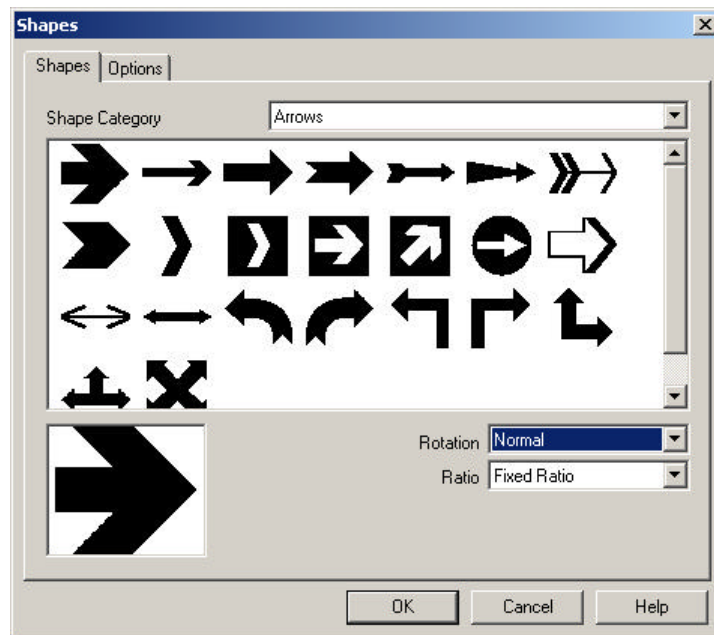 Shapes
Shapes Options
Shape Category Arrows
Rotation Normal
Ratio Fixed Ratio
OK Cancel Help